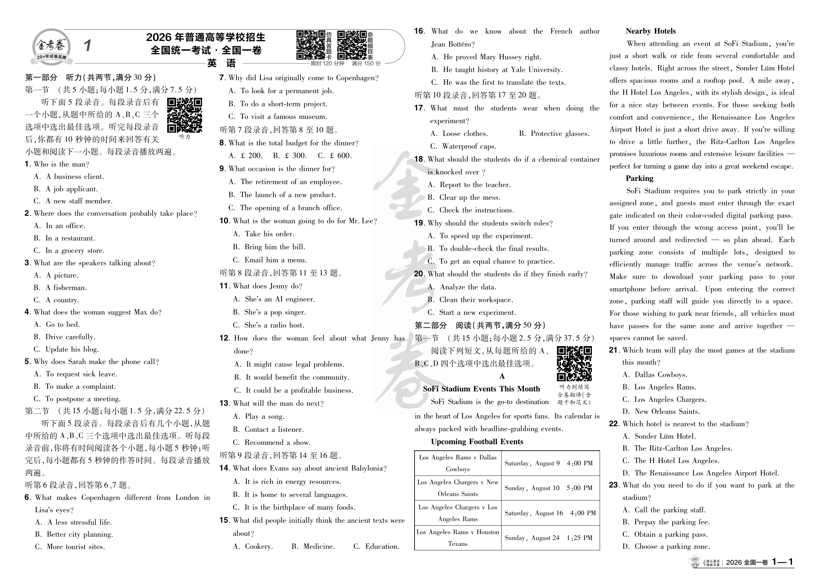 金考卷
20+年试卷品牌
1
2026年普通高等学校招生
全国统一考试·全国一卷
英 语
限时120分钟 满分150分
第一部分 听力(共两节,满分30分)
第一节 (共5小题;每小题1.5分,满分7.5分)
听下面5段录音。每段录音后有
一个小题,从题中所给的A、B、C三个
选项中选出最佳选项。听完每段录音
后,你都有10秒钟的时间来回答有关
小题和阅读下一小题。每段录音播放两遍。
听力
1. Who is the man?
A. A business client.
B. A job applicant.
C. A new staff member.
2. Where does the conversation probably take place?
A. In an office.
B. In a restaurant.
C. In a grocery store.
3. What are the speakers talking about?
A. A picture.
B. A fisherman.
C. A country.
4. What does the woman suggest Max do?
A. Go to bed.
B. Drive carefully.
C. Update his blog.
5. Why does Sarah make the phone call?
A. To request sick leave.
B. To make a complaint.
C. To postpone a meeting.
第二节 (共15小题;每小题1.5分,满分22.5分)
听下面5段录音。每段录音后有几个小题,从题
中所给的A、B、C三个选项中选出最佳选项。听每段
录音前,你将有时间阅读各个小题,每小题5秒钟;听
完后,每小题都有5秒钟的作答时间。每段录音播放
两遍。
听第6段录音,回答第6、7题。
6. What makes Copenhagen different from London in
Lisa's eyes?
A. A less stressful life.
B. Better city planning.
C. More tourist sites.
7. Why did Lisa originally come to Copenhagen?
A. To look for a permanent job.
B. To do a short-term project.
C. To visit a famous museum.
听第7段录音,回答第8至10题。
8. What is the total budget for the dinner?
A. £ 200. B. £ 300. C. £ 600.
9. What occasion is the dinner for?
A. The retirement of an employee.
B. The launch of a new product.
C. The opening of a branch office.
10. What is the woman going to do for Mr. Lee?
A. Take his order.
B. Bring him the bill.
C. Email him a menu.
听第8段录音,回答第11至13题。
11. What does Jenny do?
A. She's an AI engineer.
B. She's a pop singer.
C. She's a radio host.
12. How does the woman feel about what Jenny has
done?
A. It might cause legal problems.
B. It would benefit the community.
C. It could be a profitable business.
13. What will the man do next?
A. Play a song.
B. Contact a listener.
C. Recommend a show.
听第9段录音,回答第14至16题。
14. What does Evans say about ancient Babylonia?
A. It is rich in energy resources.
B. It is home to several languages.
C. It is the birthplace of many foods.
15. What did people initially think the ancient texts were
about?
A. Cookery. B. Medicine. C. Education.
16. What do we know about the French author
Jean Bottéro?
A. He proved Mary Hussey right.
B. He taught history at Yale University.
C. He was the first to translate the texts.
听第10段录音,回答第17至20题。
17. What must the students wear when doing the
experiment?
A. Loose clothes. B. Protective glasses.
C. Waterproof caps.
18. What should the students do if a chemical container
is knocked over ?
A. Report to the teacher.
B. Clear up the mess.
C. Check the instructions.
19. Why should the students switch roles?
A. To speed up the experiment.
B. To double-check the final results.
C. To get an equal chance to practice.
20. What should the students do if they finish early?
A. Analyze the data.
B. Clean their workspace.
C. Start a new experiment.
第二部分 阅读(共两节,满分50分)
第一节 (共15小题;每小题2.5分,满分37.5分)
阅读下列短文,从每题所给的A、
B、C、D四个选项中选出最佳选项。
A
SoFi Stadium Events This Month
SoFi Stadium is the go-to destination
in the heart of Los Angeles for sports fans. Its calendar is
always packed with headline-grabbing events.
Upcoming Football Events
Los Angeles Rams v Dallas Cowboys Saturday, August 9 4:00 PM
Los Angeles Chargers v New Orleans Saints Sunday, August 10 5:00 PM
Los Angeles Chargers v Los Angeles Rams Saturday, August 16 4:00 PM
Los Angeles Rams v Houston Texans Sunday, August 24 1:25 PM
Nearby Hotels
When attending an event at SoFi Stadium, you're
just a short walk or ride from several comfortable and
classy hotels. Right across the street, Sonder Lüm Hotel
offers spacious rooms and a rooftop pool. A mile away,
the H Hotel Los Angeles, with its stylish design, is ideal
for a nice stay between events. For those seeking both
comfort and convenience, the Renaissance Los Angeles
Airport Hotel is just a short drive away. If you're willing
to drive a little further, the Ritz-Carlton Los Angeles
promises luxurious rooms and extensive leisure facilities —
perfect for turning a game day into a great weekend escape.
Parking
SoFi Stadium requires you to park strictly in your
assigned zone, and guests must enter through the exact
gate indicated on their color-coded digital parking pass.
If you enter through the wrong access point, you'll be
turned around and redirected — so plan ahead. Each
parking zone consists of multiple lots, designed to
efficiently manage traffic across the venue's network.
Make sure to download your parking pass to your
smartphone before arrival. Upon entering the correct
zone, parking staff will guide you directly to a space.
For those wishing to park near friends, all vehicles must
have passes for the same zone and arrive together —
spaces cannot be saved.
21. Which team will play the most games at the stadium
this month?
A. Dallas Cowboys.
B. Los Angeles Rams.
C. Los Angeles Chargers.
D. New Orleans Saints.
22. Which hotel is nearest to the stadium?
A. Sonder Lüm Hotel.
B. The Ritz-Carlton Los Angeles.
C. The H Hotel Los Angeles.
D. The Renaissance Los Angeles Airport Hotel.
23. What do you need to do if you want to park at the
stadium?
A. Call the parking staff.
B. Prepay the parking fee.
C. Obtain a parking pass.
D. Choose a parking zone.
2026 全国一卷 1—1